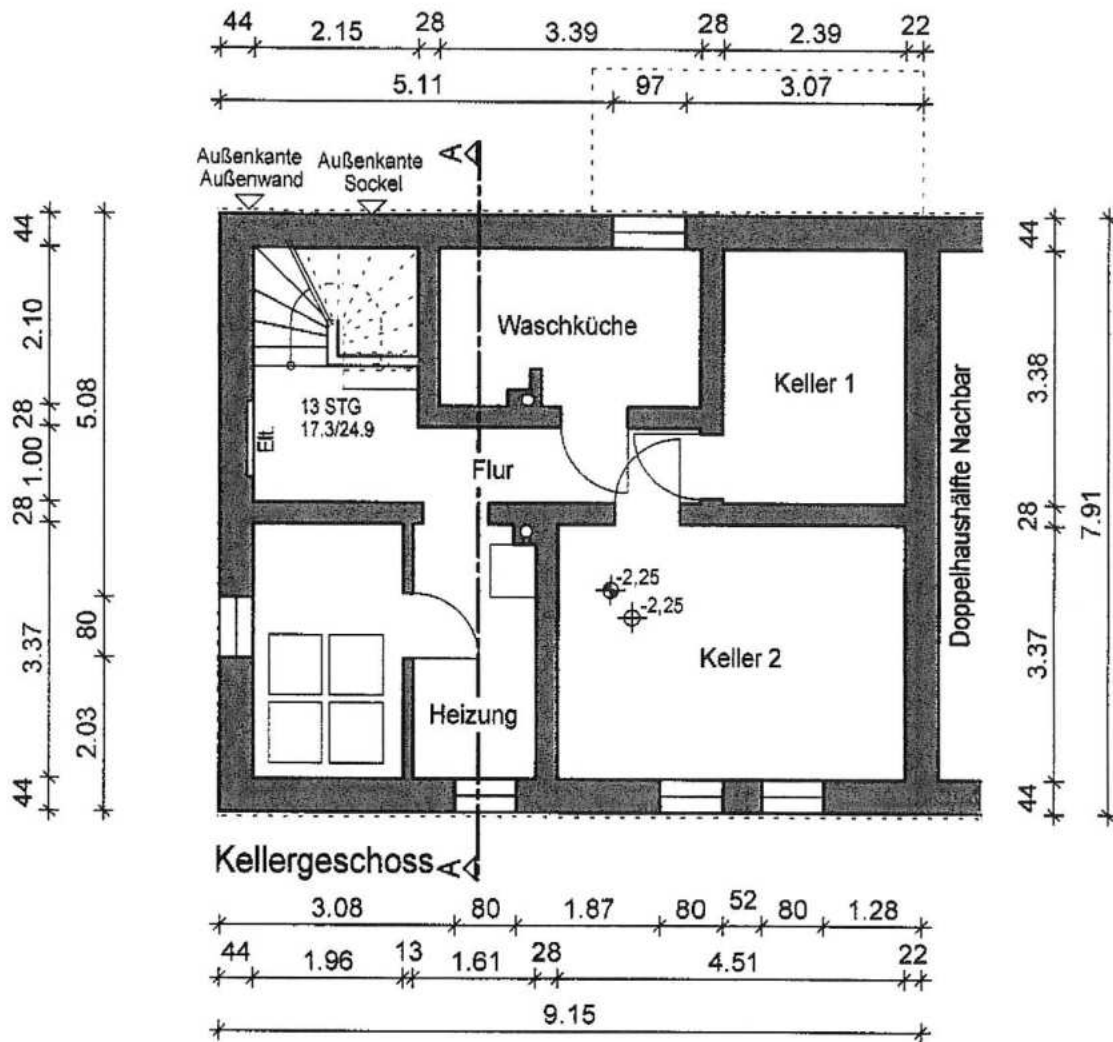 44 2.15 28 3.39 28 2.39 22
5.11 97 3.07
Außenkante
Außenwand
Außenkante
Sockel
A
44 2.10 28 1.00 28 3.37 44
5.08 80 2.03
Waschküche
Keller 1
13 STG
17.3/24.9
Elt.
Flur
-2,25
-2,25
Keller 2
Heizung
Doppelhaushälfte Nachbar
44 3.38 28 3.37 44
7.91
Kellergeschoss
A
3.08 80 1.87 80 52 80 1.28
44 1.96 13 1.61 28 4.51 22
9.15